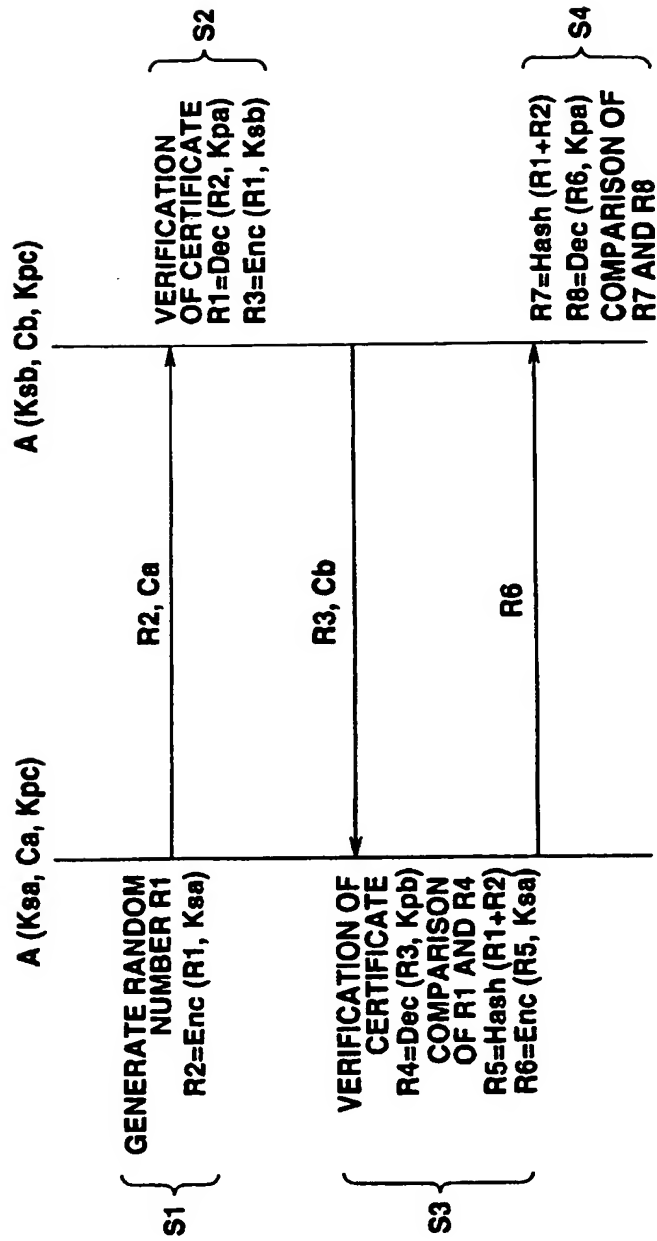 A (Ksa, Ca, Kpc)
A (Ksb, Cb, Kpc)
S1
GENERATE RANDOM
NUMBER R1
R2=Enc (R1, Ksa)
R2, Ca
VERIFICATION
OF CERTIFICATE
R1=Dec (R2, Kpa)
R3=Enc (R1, Ksb)
S2
R3, Cb
S3
VERIFICATION OF
CERTIFICATE
R4=Dec (R3, Kpb)
COMPARISON
OF R1 AND R4
R5=Hash (R1+R2)
R6=Enc (R5, Ksa)
R6
R7=Hash (R1+R2)
R8=Dec (R6, Kpa)
COMPARISON OF
R7 AND R8
S4